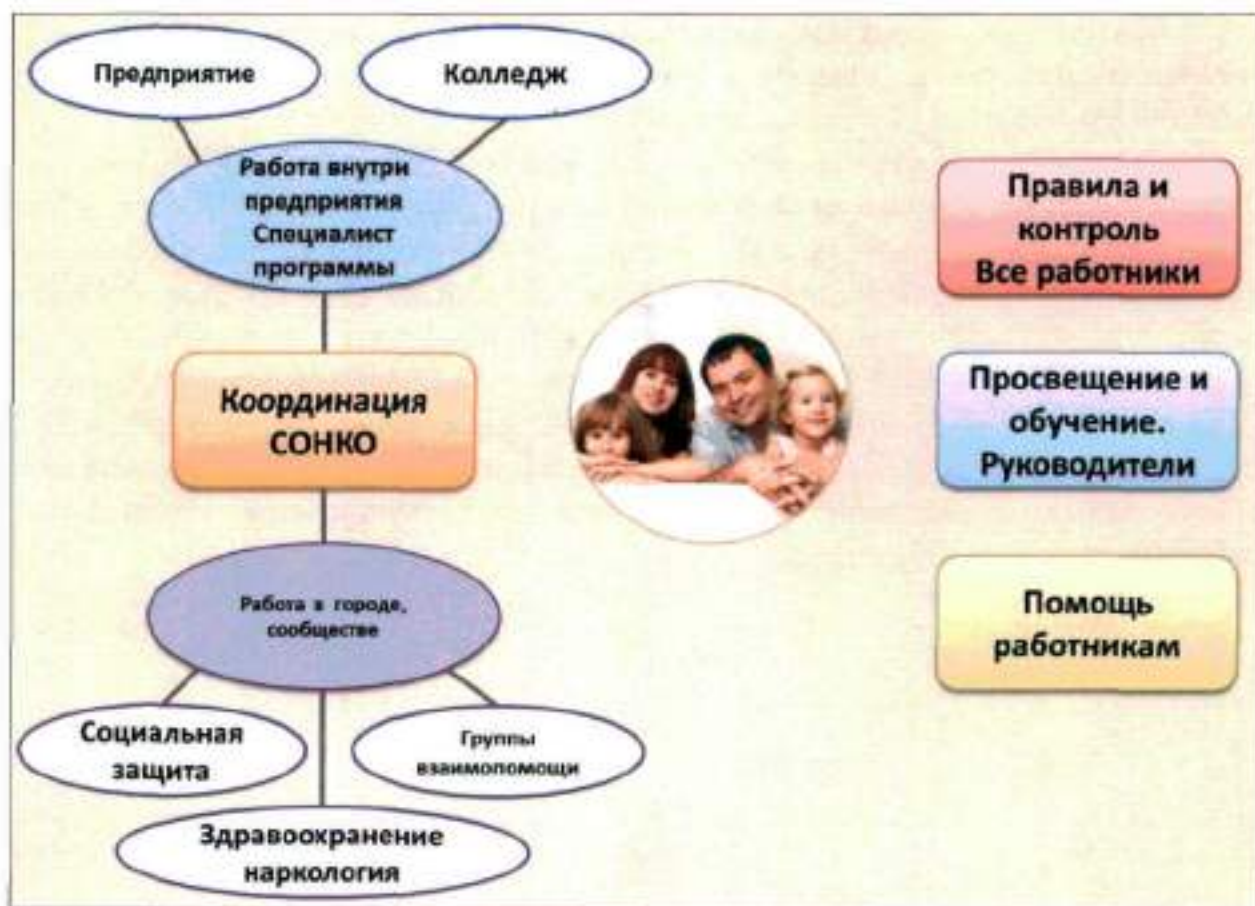 Предприятие
Колледж
Работа внутри
предприятия
Специалист
программы
Координация
СОНКО
Работа в городе,
сообществе
Социальная
защита
Группы
взаимопомощи
Здравоохранение
наркология
Правила и
контроль
Все работники
Просвещение и
обучение.
Руководители
Помощь
работникам